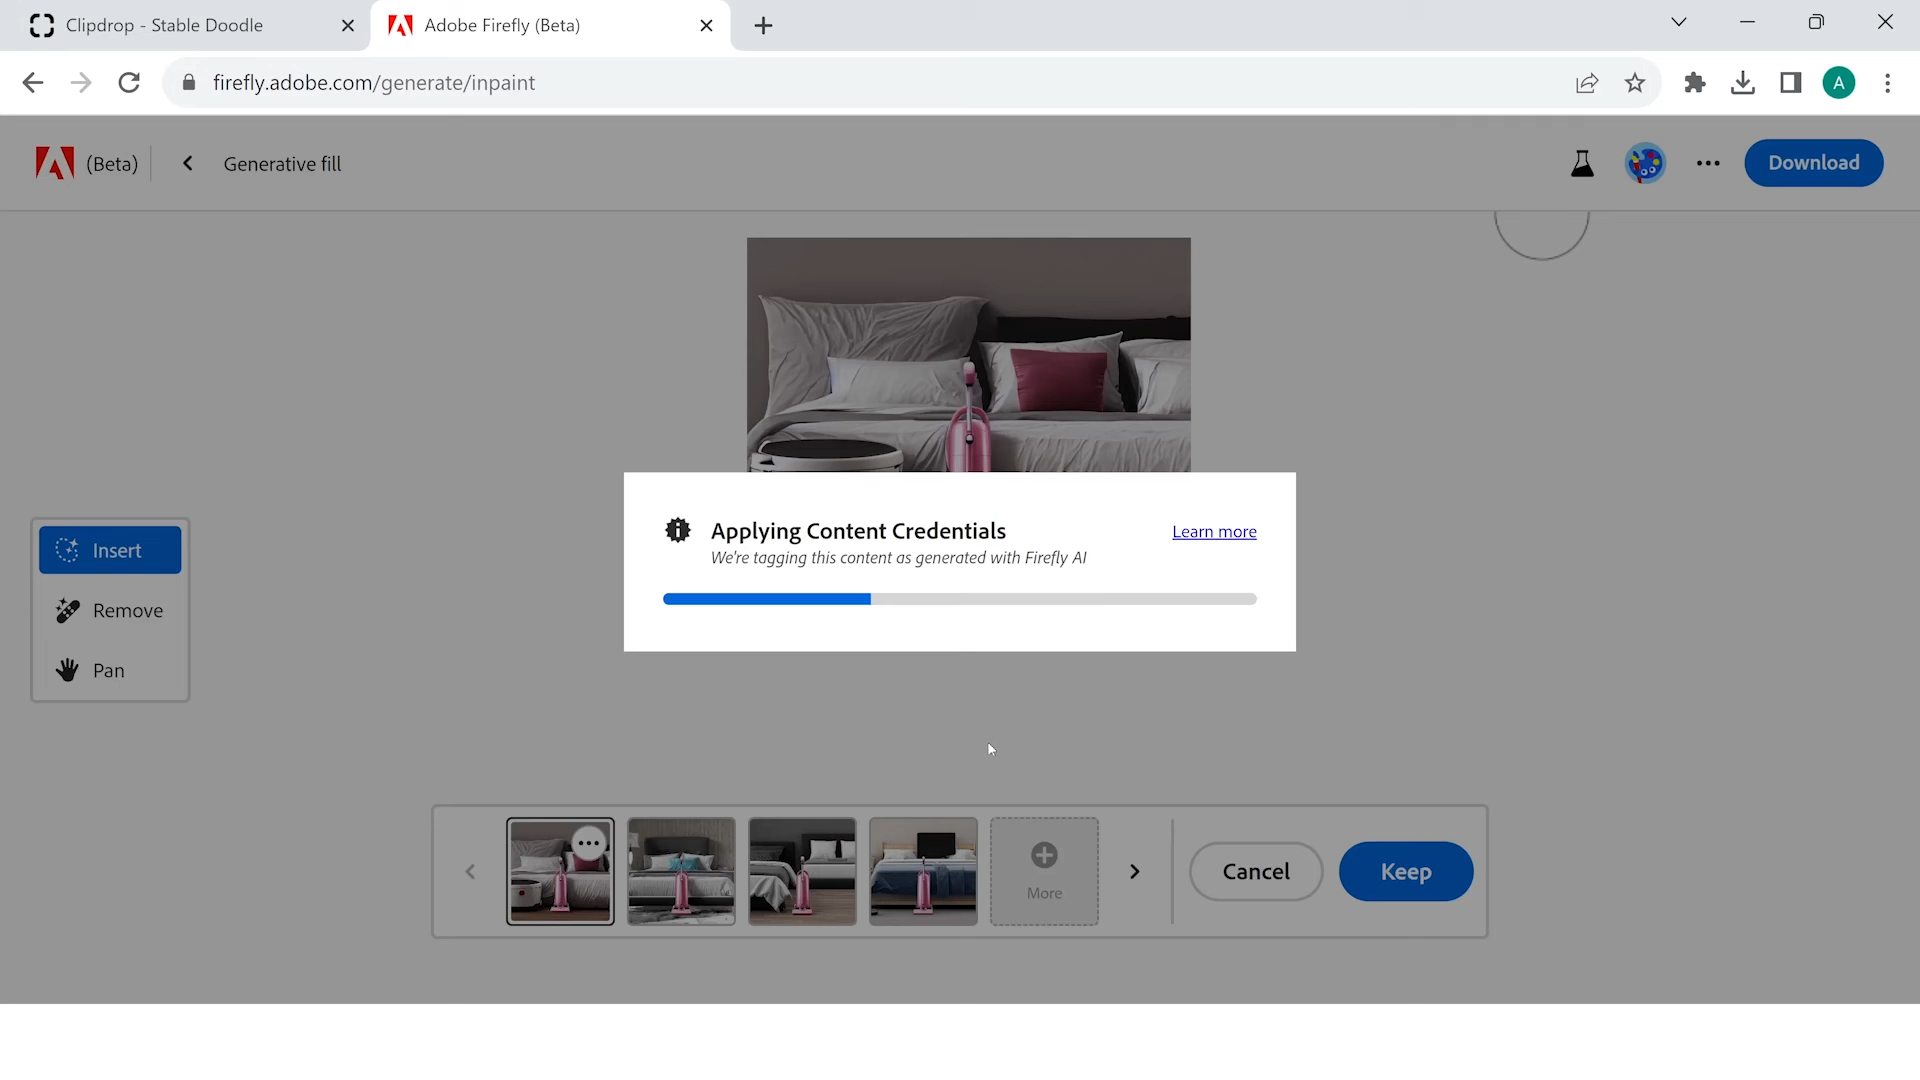 Clipdrop - Stable Doodle
Adobe Firefly (Beta)
firefly.adobe.com/generate/inpaint
A
(Beta)
Generative fill
Download
Applying Content Credentials
Learn more
We're tagging this content as generated with Firefly AI
Insert
Remove
Pan
More
Cancel
Keep